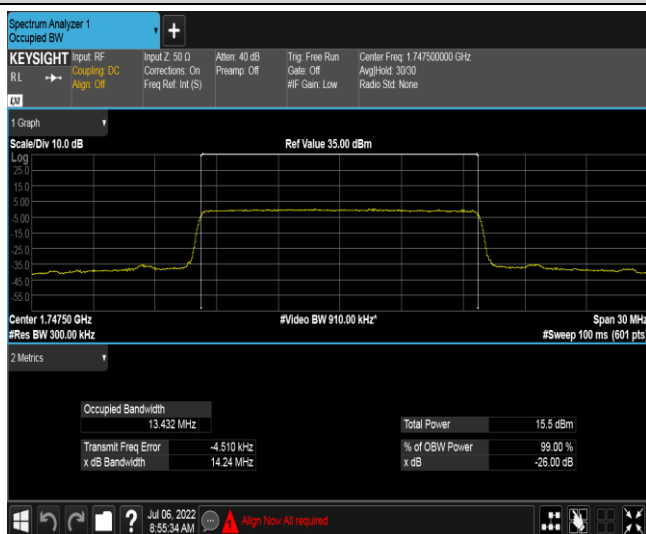 Spectrum Analyzer 1
Occupied BW
+
KEYSIGHT
RL
LXI
Input: RF
Coupling: DC
Align: Off
Input Z: 50 Ω
Corrections: On
Freq Ref: Int (S)
Atten: 40 dB
Preamp: Off
Trig: Free Run
Gate: Off
#IF Gain: Low
Center Freq: 1.747500000 GHz
Avg|Hold: 30/30
Radio Std: None
1 Graph
Scale/Div 10.0 dB
Ref Value 35.00 dBm
Log
25.0
15.0
5.00
-5.00
-15.0
-25.0
-35.0
-45.0
-55.0
Center 1.74750 GHz
#Video BW 910.00 kHz*
Span 30 MHz
#Res BW 300.00 kHz
#Sweep 100 ms (601 pts)
2 Metrics
Occupied Bandwidth
13.432 MHz
Total Power 15.5 dBm
Transmit Freq Error -4.510 kHz
% of OBW Power 99.00 %
x dB Bandwidth 14.24 MHz
x dB -26.00 dB
?
Jul 06, 2022
8:55:34 AM
Align Now All required